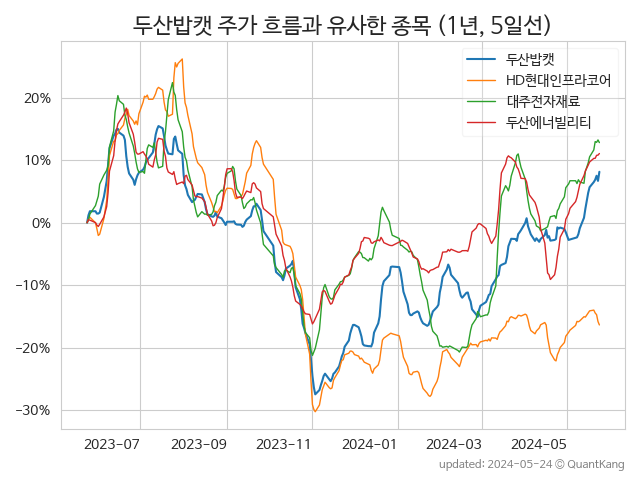 두산밥캣 주가 흐름과 유사한 종목 (1년, 5일선)
두산밥캣
HD현대인프라코어
대주전자재료
두산에너빌리티
20%
10%
0%
−10%
−20%
−30%
2023-07
2023-09
2023-11
2024-01
2024-03
2024-05
updated: 2024-05-24 © QuantKang